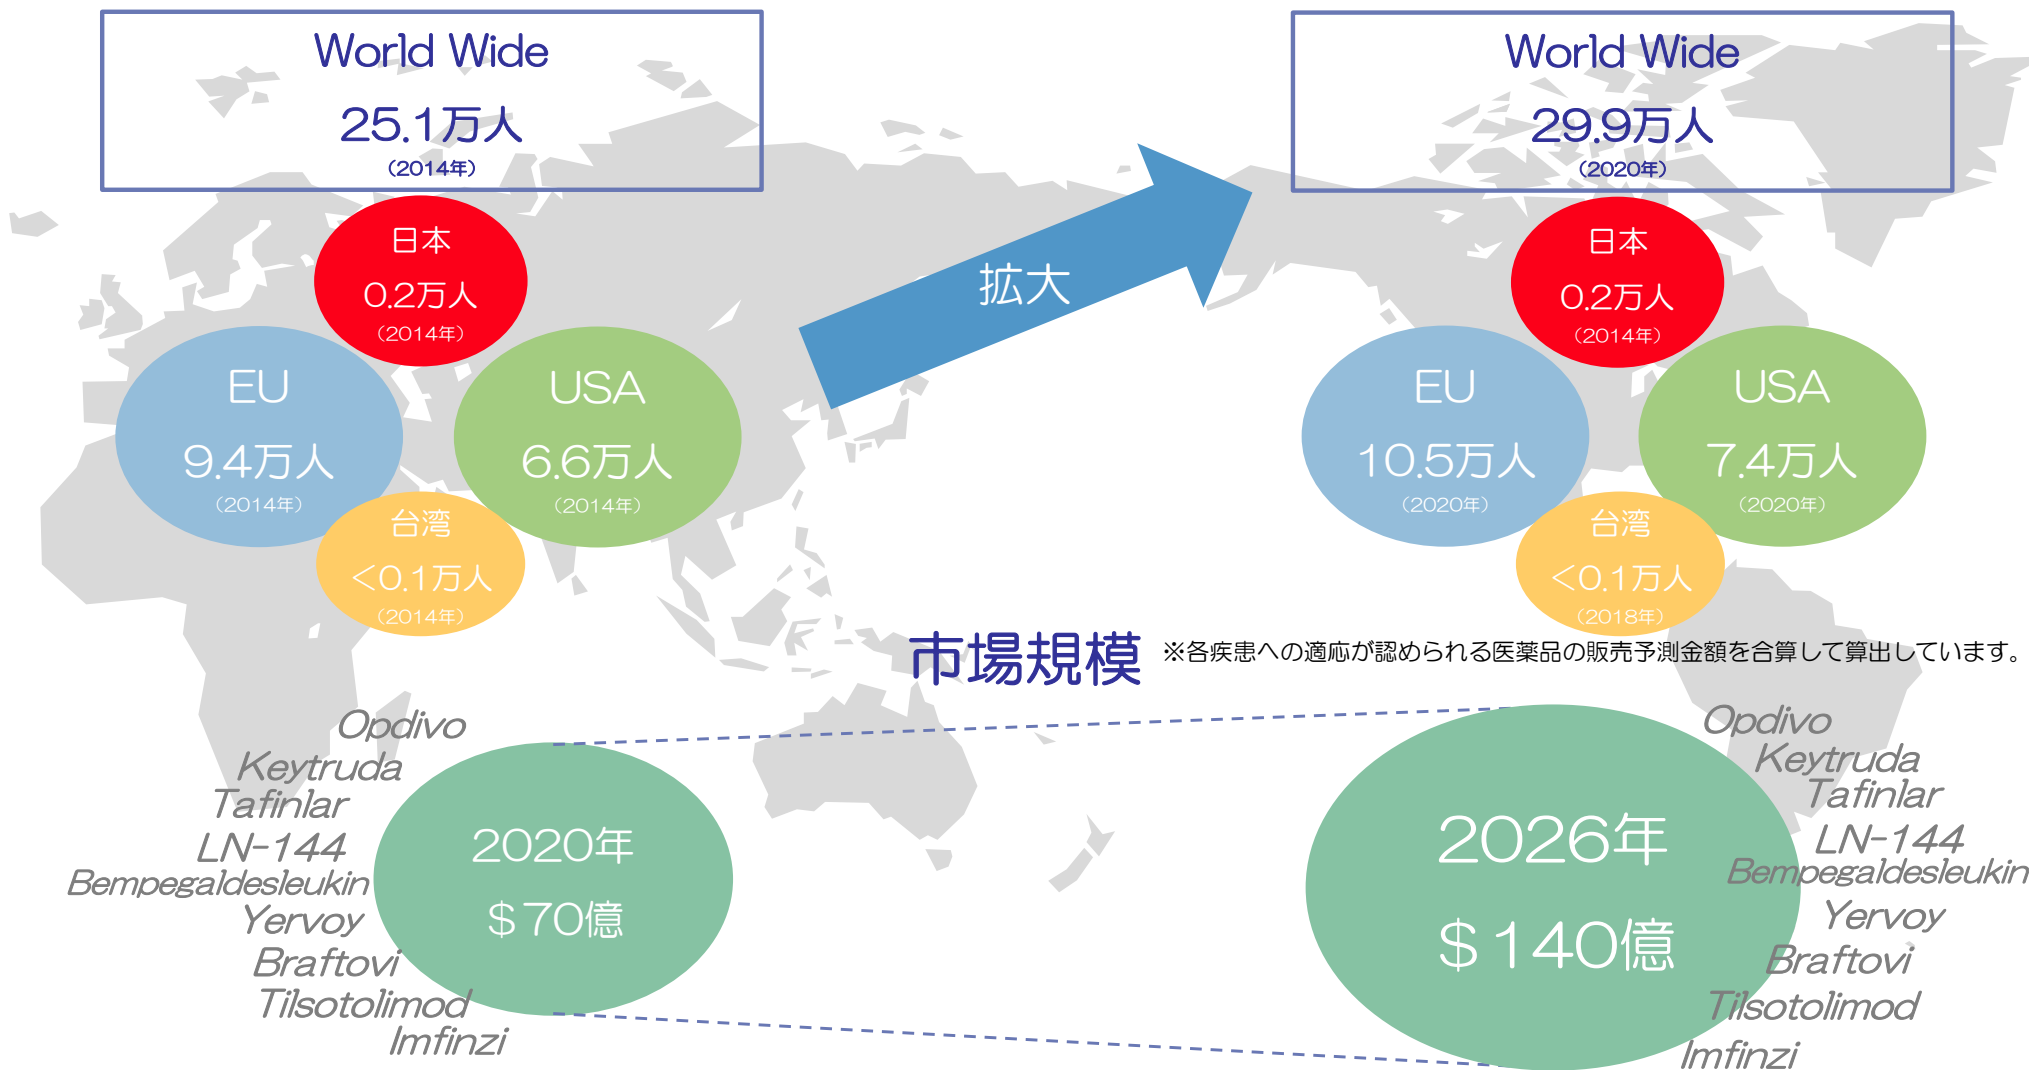 World Wide
25.1万人
(2014年)
日本
0.2万人
(2014年)
EU
9.4万人
(2014年)
USA
6.6万人
(2014年)
台湾
<0.1万人
(2014年)
拡大
World Wide
29.9万人
(2020年)
日本
0.2万人
(2014年)
EU
10.5万人
(2020年)
USA
7.4万人
(2020年)
台湾
<0.1万人
(2018年)
市場規模 ※各疾患への適応が認められる医薬品の販売予測金額を合算して算出しています。
Opdivo
Keytruda
Tafinlar
LN-144
Bempegaldesleukin
Yervoy
Braftovi
Tilsotolimod
Imfinzi
2020年
$70億
2026年
$140億
Opdivo
Keytruda
Tafinlar
LN-144
Bempegaldesleukin
Yervoy
Braftovi
Tilsotolimod
Imfinzi